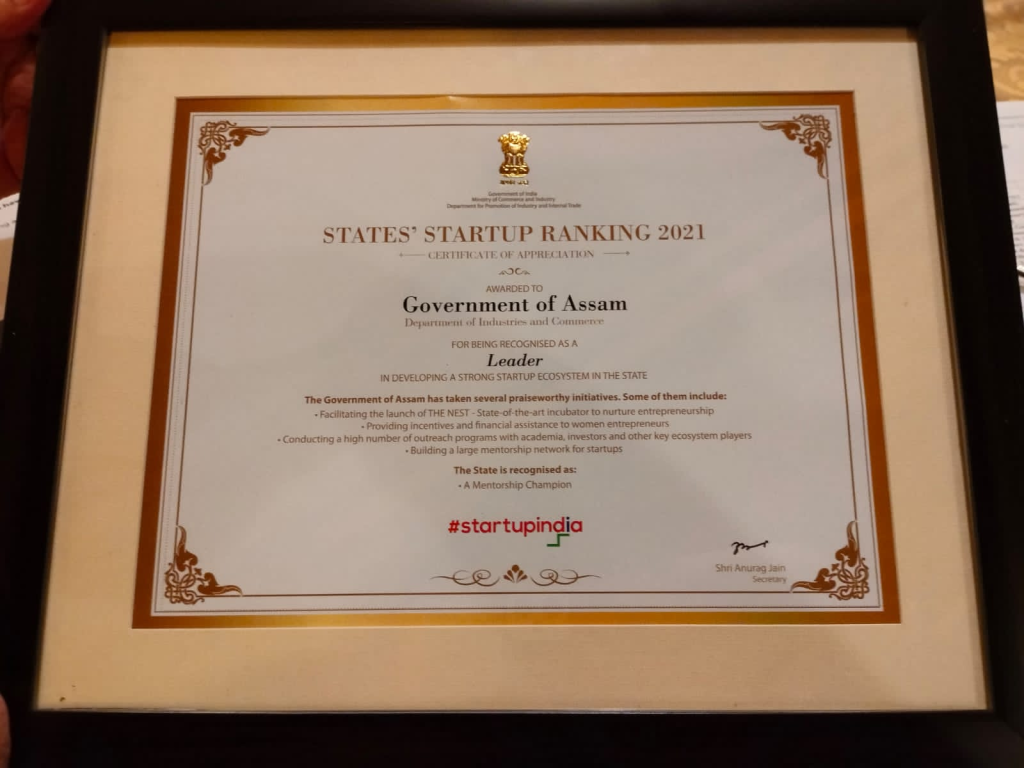 Government of India
Ministry of Commerce and Industry
Department for Promotion of Industry and Internal Trade
STATES' STARTUP RANKING 2021
CERTIFICATE OF APPRECIATION
AWARDED TO
Government of Assam
Department of Industries and Commerce
FOR BEING RECOGNISED AS A
Leader
IN DEVELOPING A STRONG STARTUP ECOSYSTEM IN THE STATE
The Government of Assam has taken several praiseworthy initiatives. Some of them include:
• Facilitating the launch of THE NEST - State-of-the-art incubator to nurture entrepreneurship
• Providing incentives and financial assistance to women entrepreneurs
• Conducting a high number of outreach programs with academia, investors and other key ecosystem players
• Building a large mentorship network for startups
The State is recognised as:
• A Mentorship Champion
#startupindia
Shri Anurag Jain
Secretary